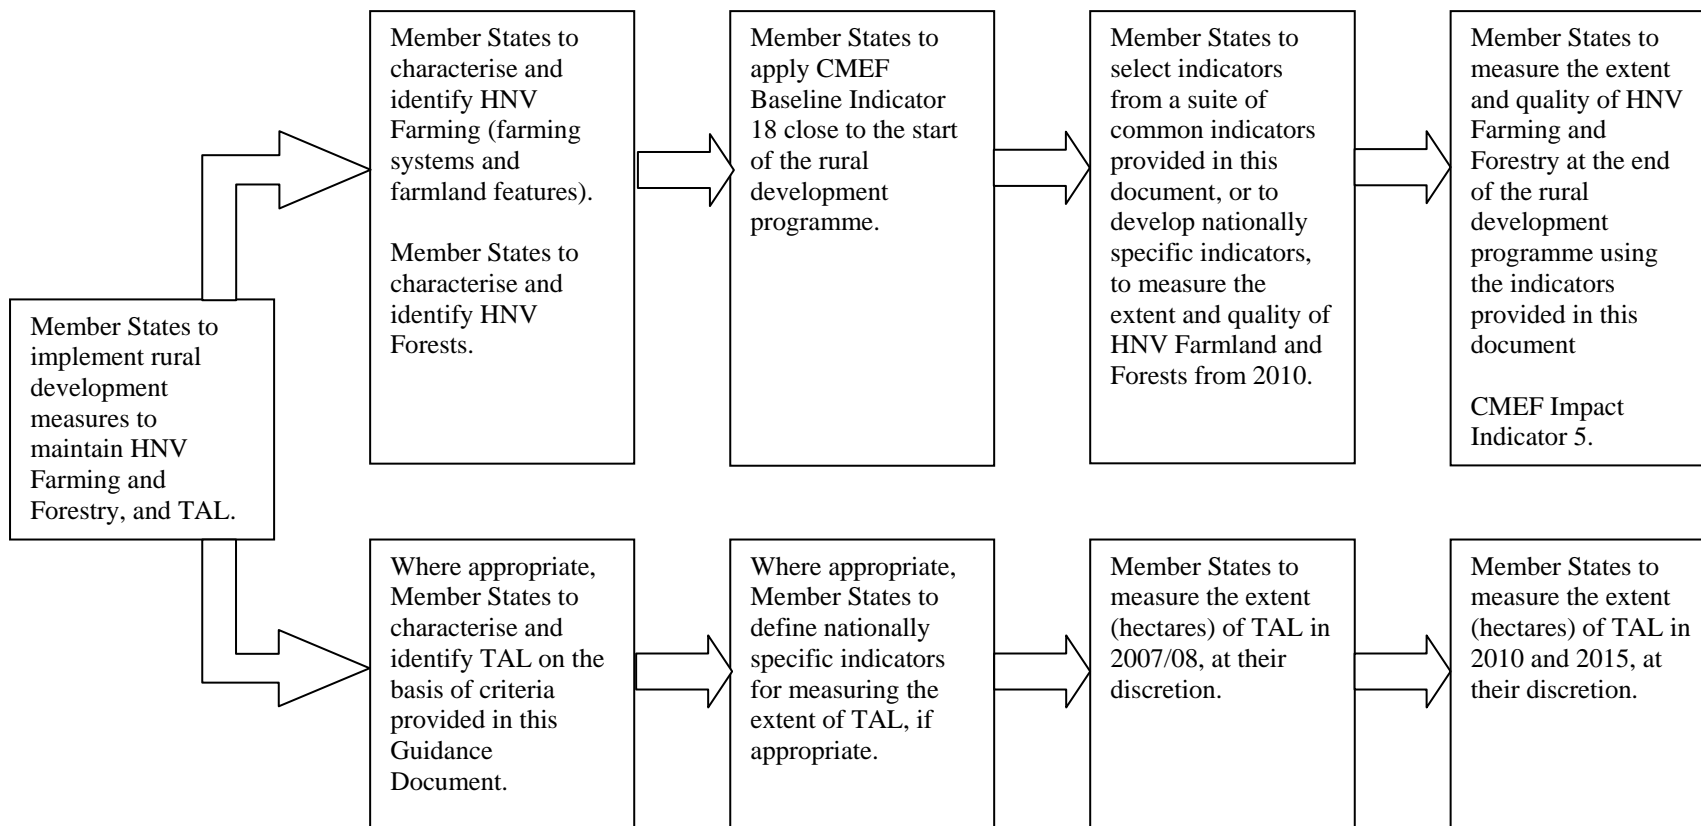 Member States to
implement rural
development
measures to
maintain HNV
Farming and
Forestry, and TAL.
Member States to
characterise and
identify HNV
Farming (farming
systems and
farmland features).
Member States to
characterise and
identify HNV
Forests.
Member States to
apply CMEF
Baseline Indicator
18 close to the start
of the rural
development
programme.
Member States to
select indicators
from a suite of
common indicators
provided in this
document, or to
develop nationally
specific indicators,
to measure the
extent and quality of
HNV Farmland and
Forests from 2010.
Member States to
measure the extent
and quality of HNV
Farming and
Forestry at the end
of the rural
development
programme using
the indicators
provided in this
document
CMEF Impact
Indicator 5.
Where appropriate,
Member States to
characterise and
identify TAL on the
basis of criteria
provided in this
Guidance
Document.
Where appropriate,
Member States to
define nationally
specific indicators
for measuring the
extent of TAL, if
appropriate.
Member States to
measure the extent
(hectares) of TAL in
2007/08, at their
discretion.
Member States to
measure the extent
(hectares) of TAL in
2010 and 2015, at
their discretion.